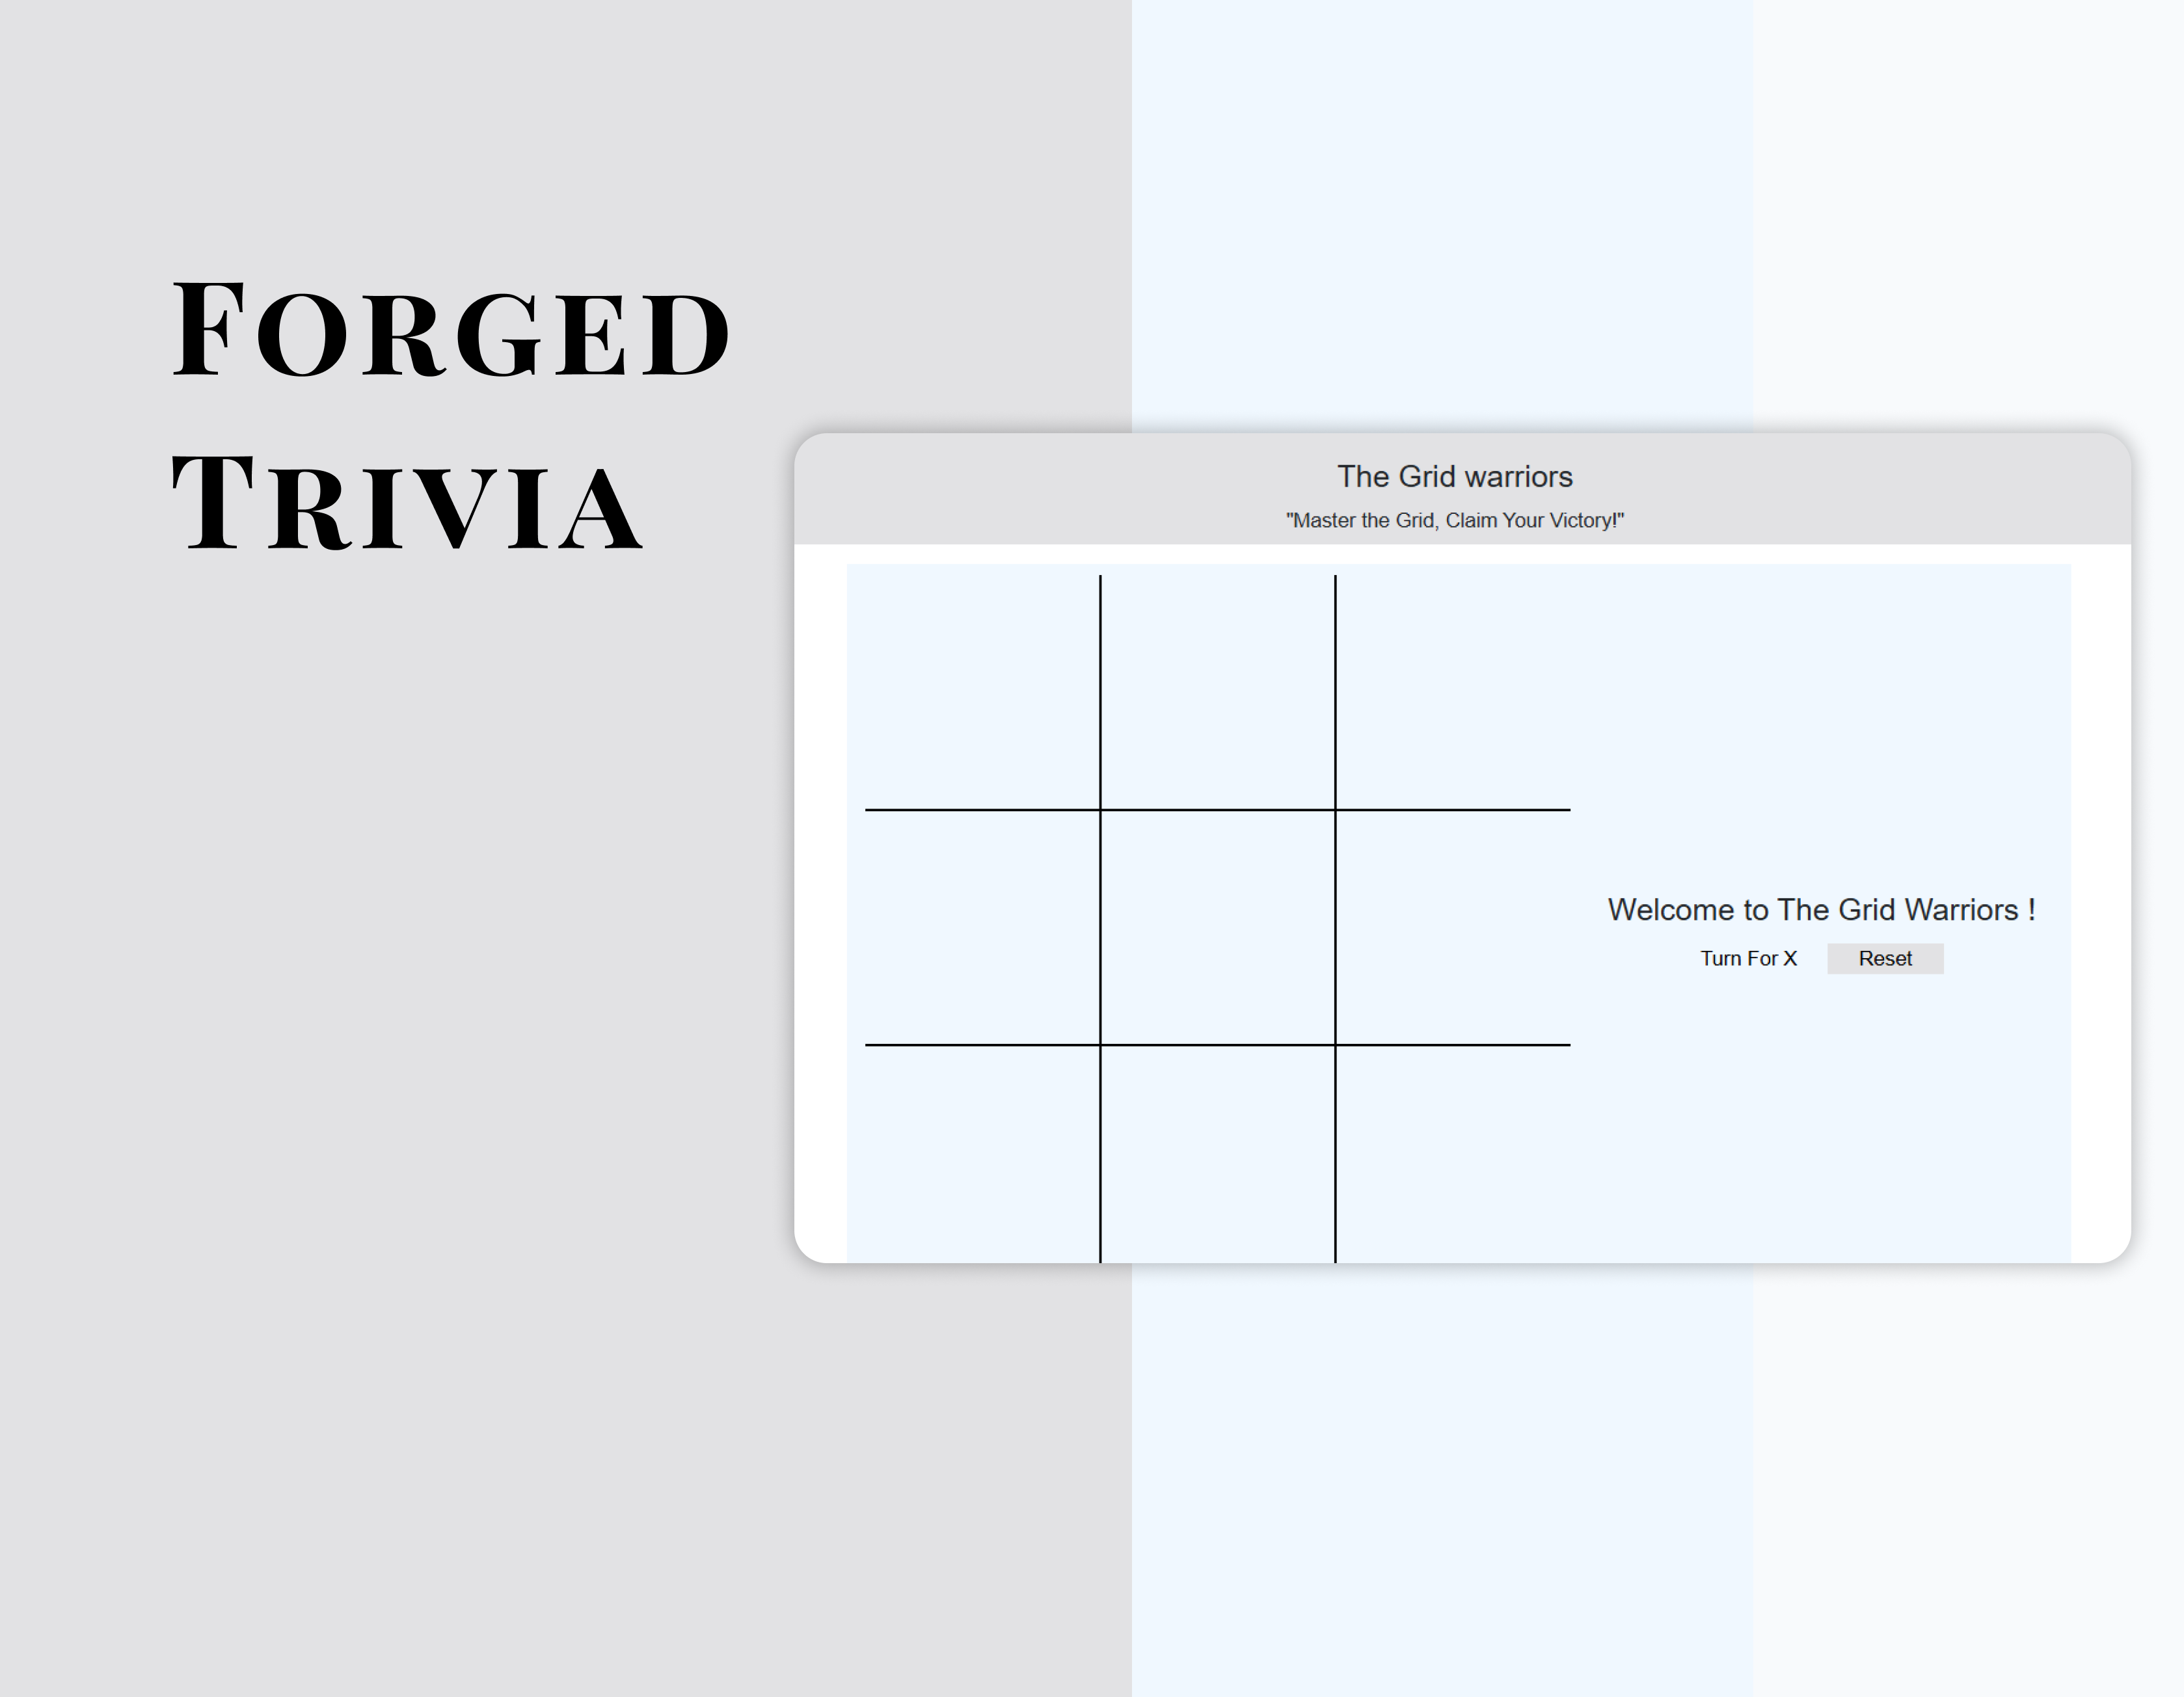 Forged
Trivia
The Grid warriors
"Master the Grid, Claim Your Victory!"
Welcome to The Grid Warriors !
Turn For X
Reset